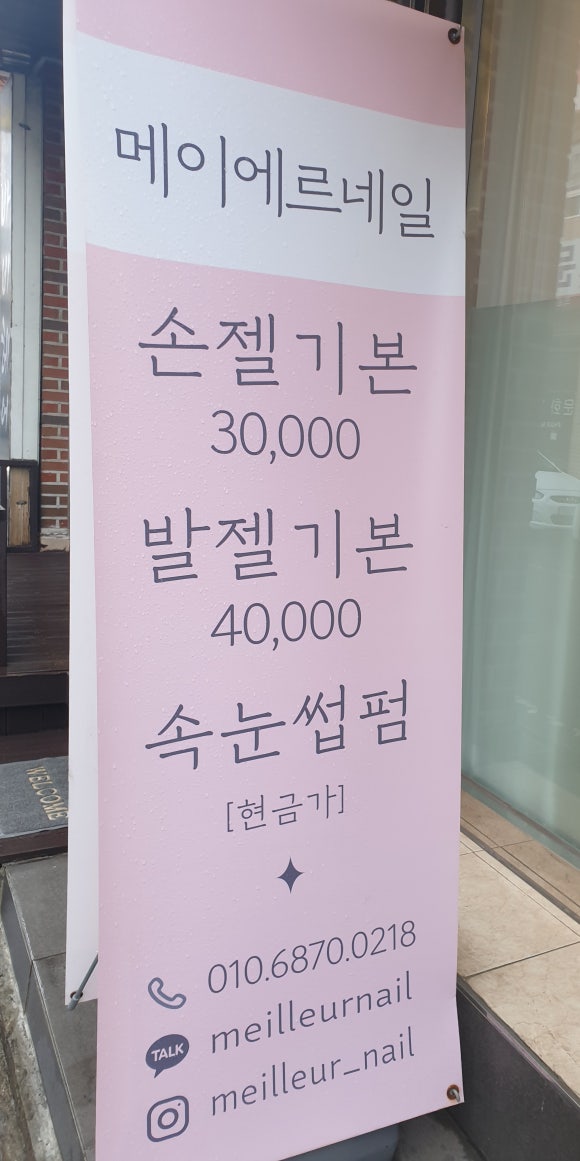 메이에르네일
손젤기본
30,000
발젤기본
40,000
속눈썹펌
[현금가]
010.6870.0218
TALK meilleurnail
meilleur_nail
WELCOME